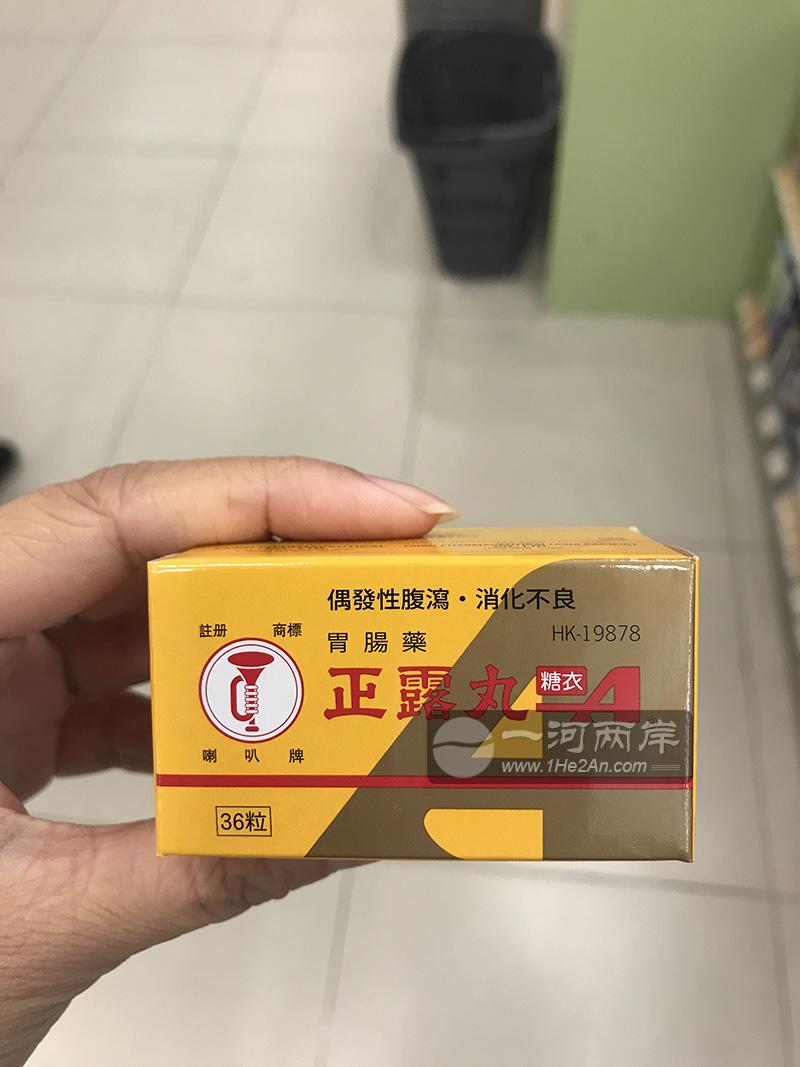 偶發性腹瀉・消化不良
註册 商標
胃腸藥
HK-19878
正露丸
糖衣
A
喇叭牌
一河两岸
www.1He2An.com
36粒